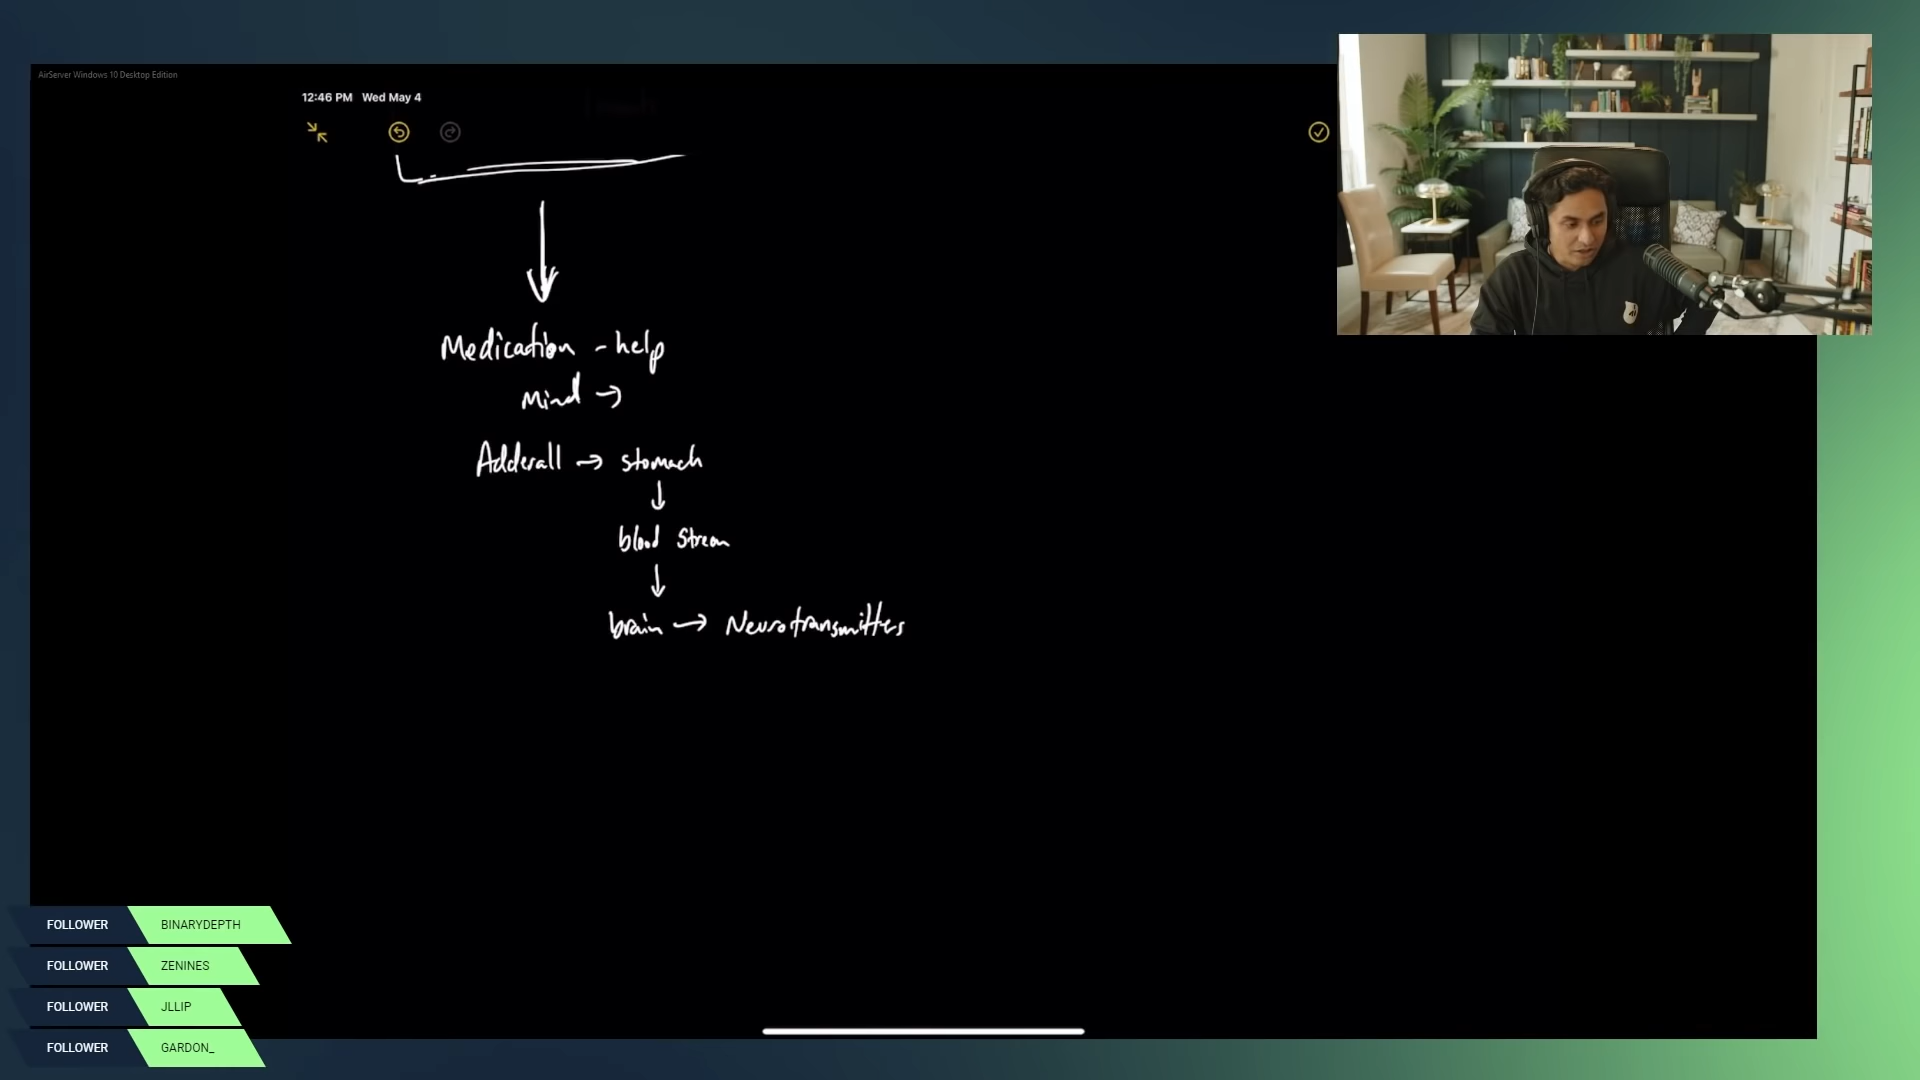 AirServer Windows 10 Desktop Edition
12:46 PM Wed May 4
Medication - help
Mind →
Adderall → stomach
↓
blood stream
↓
brain → Neurotransmitters
FOLLOWER BINARYDEPTH
FOLLOWER ZENINES
FOLLOWER JLLIP
FOLLOWER GARDON_